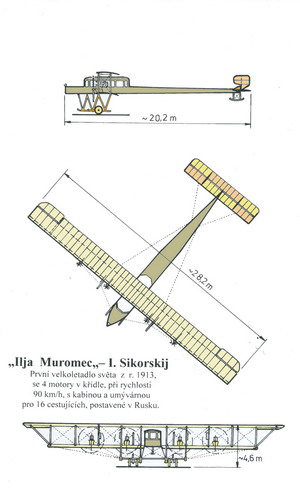 ~20,2 m
~28,2 m
„Ilja Muromec„– I. Sikorskij
První velkoletadlo světa z r. 1913,
se 4 motory v křídle, při rychlosti
90 km/h, s kabinou a umývárnou
pro 16 cestujících, postavené v Rusku.
~4,6 m